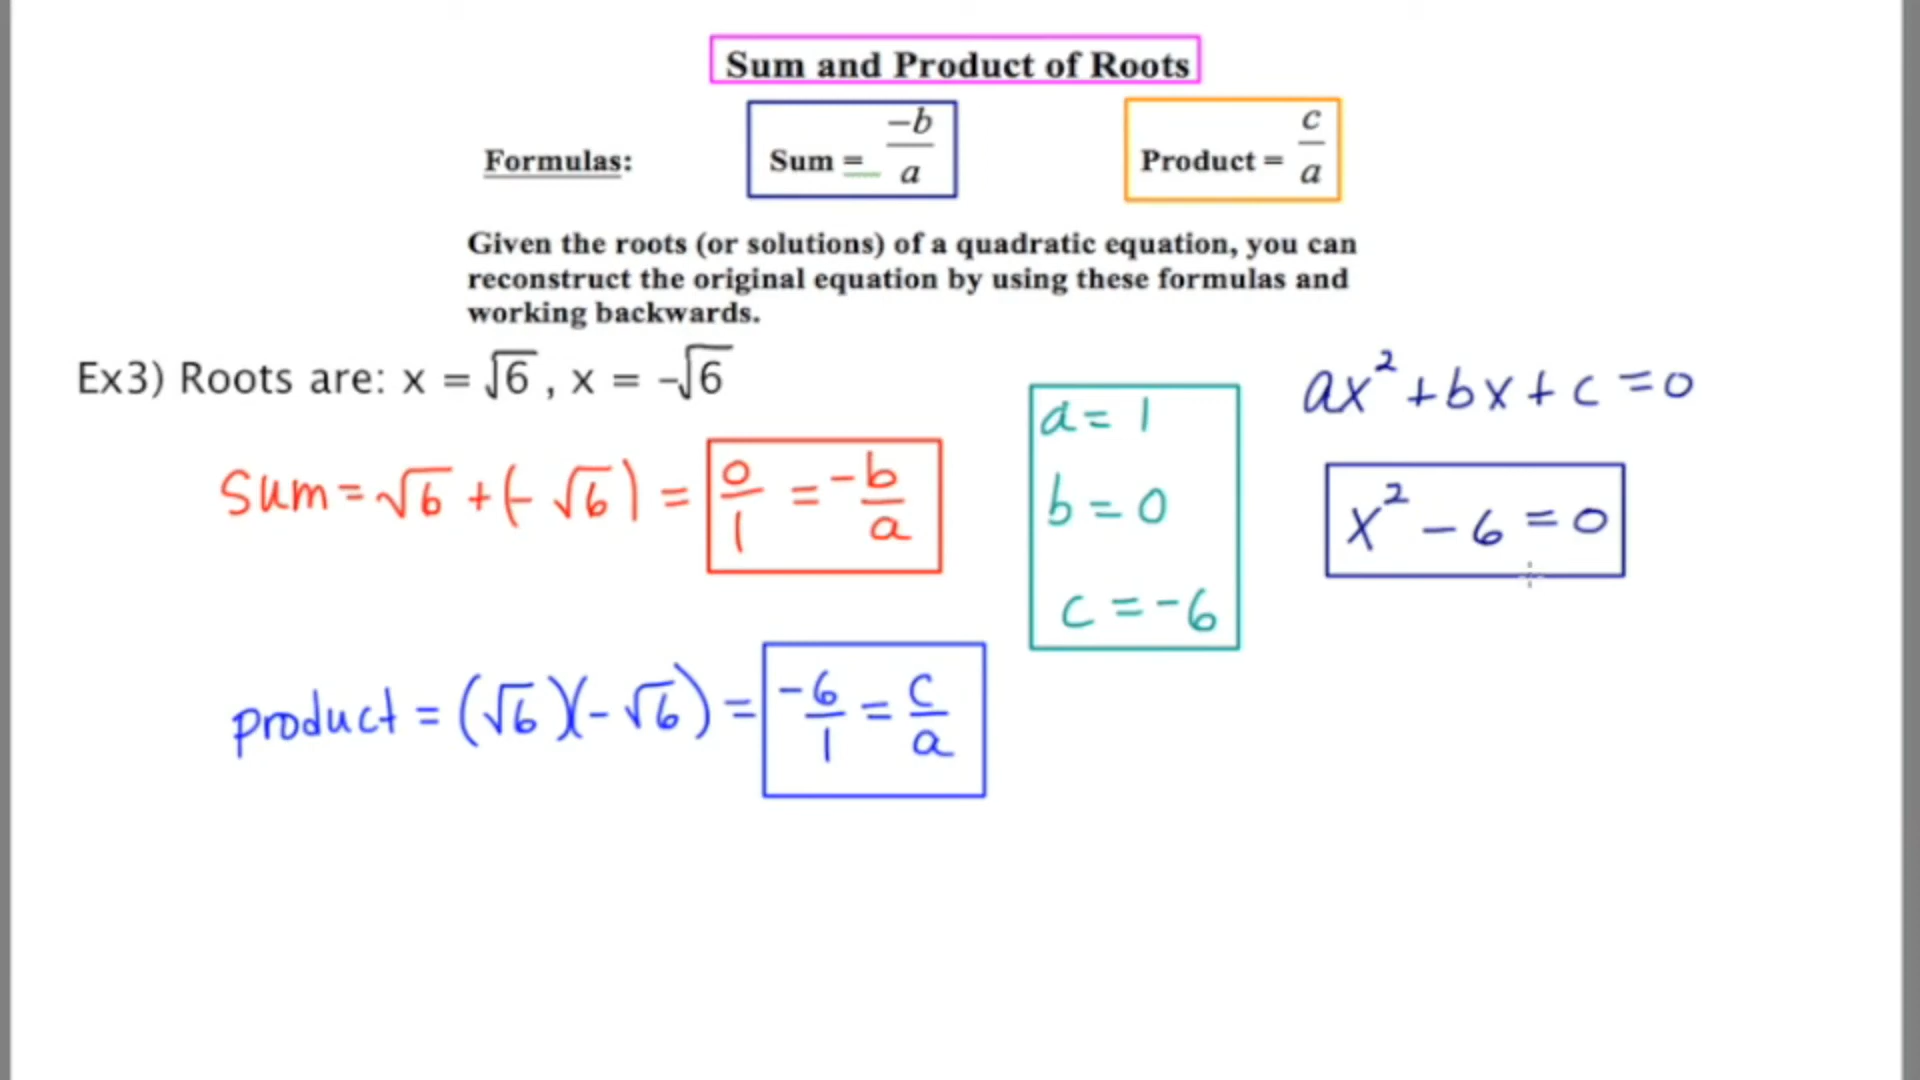 Sum and Product of Roots
Formulas: Sum = −b/a Product = c/a
Given the roots (or solutions) of a quadratic equation, you can
reconstruct the original equation by using these formulas and
working backwards.
Ex3) Roots are: x = √6 , x = −√6
ax² + bx + c = 0
Sum = √6 + (− √6) = 0/1 = −b/a
a = 1
b = 0
c = −6
x² − 6 = 0
product = (√6)(− √6) = −6/1 = c/a